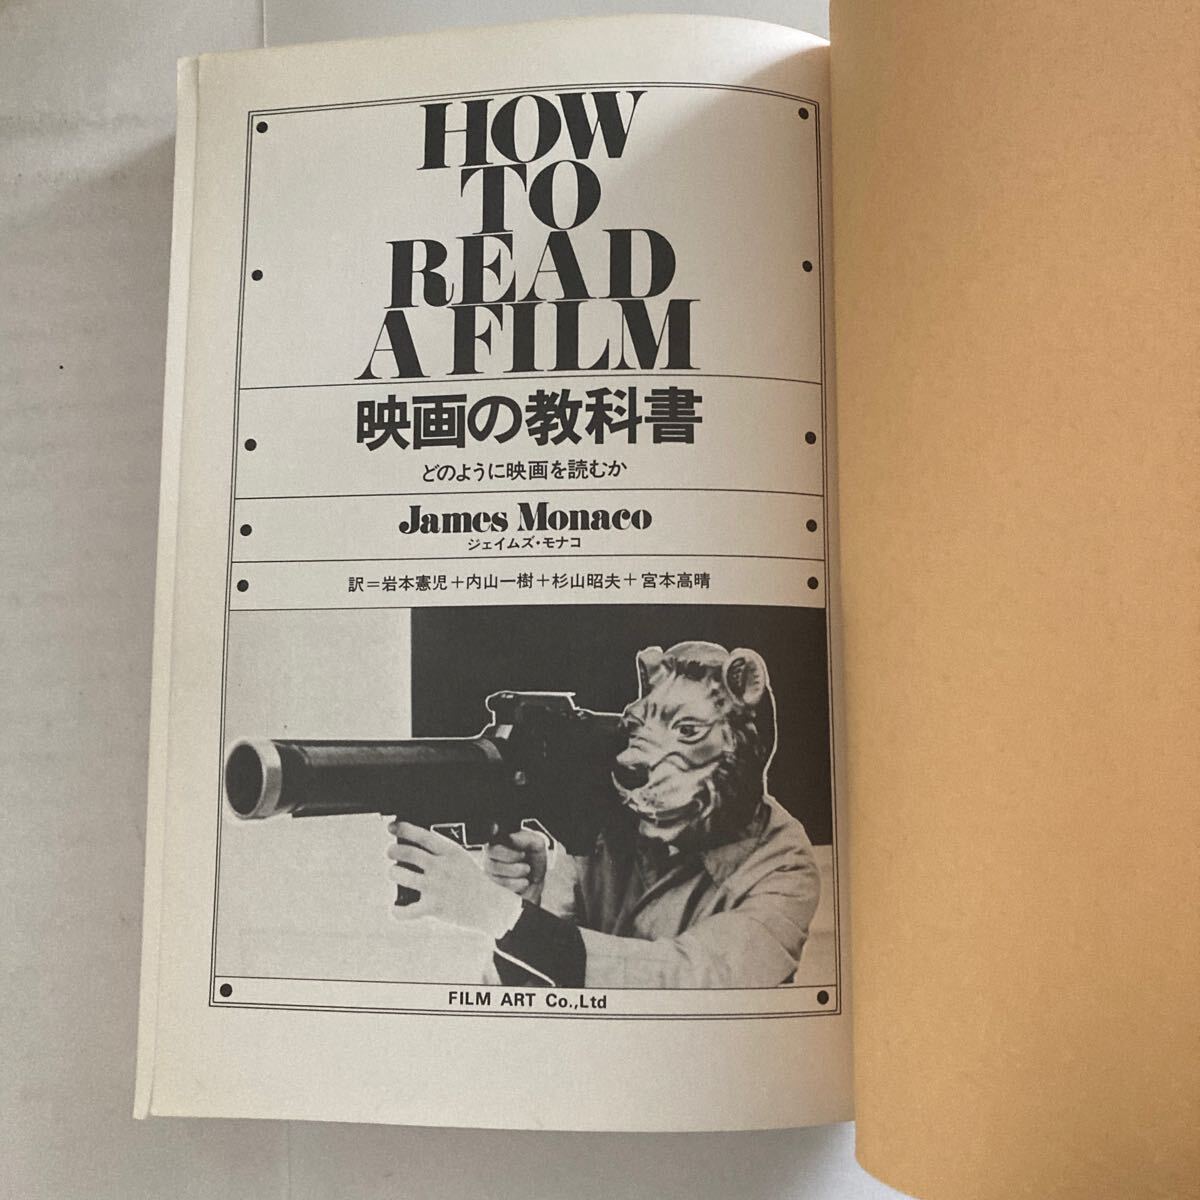 HOW
TO
READ
A FILM
映画の教科書
どのように映画を読むか
James Monaco
ジェイムズ・モナコ
訳＝岩本憲児＋内山一樹＋杉山昭夫＋宮本高晴
FILM ART Co.,Ltd